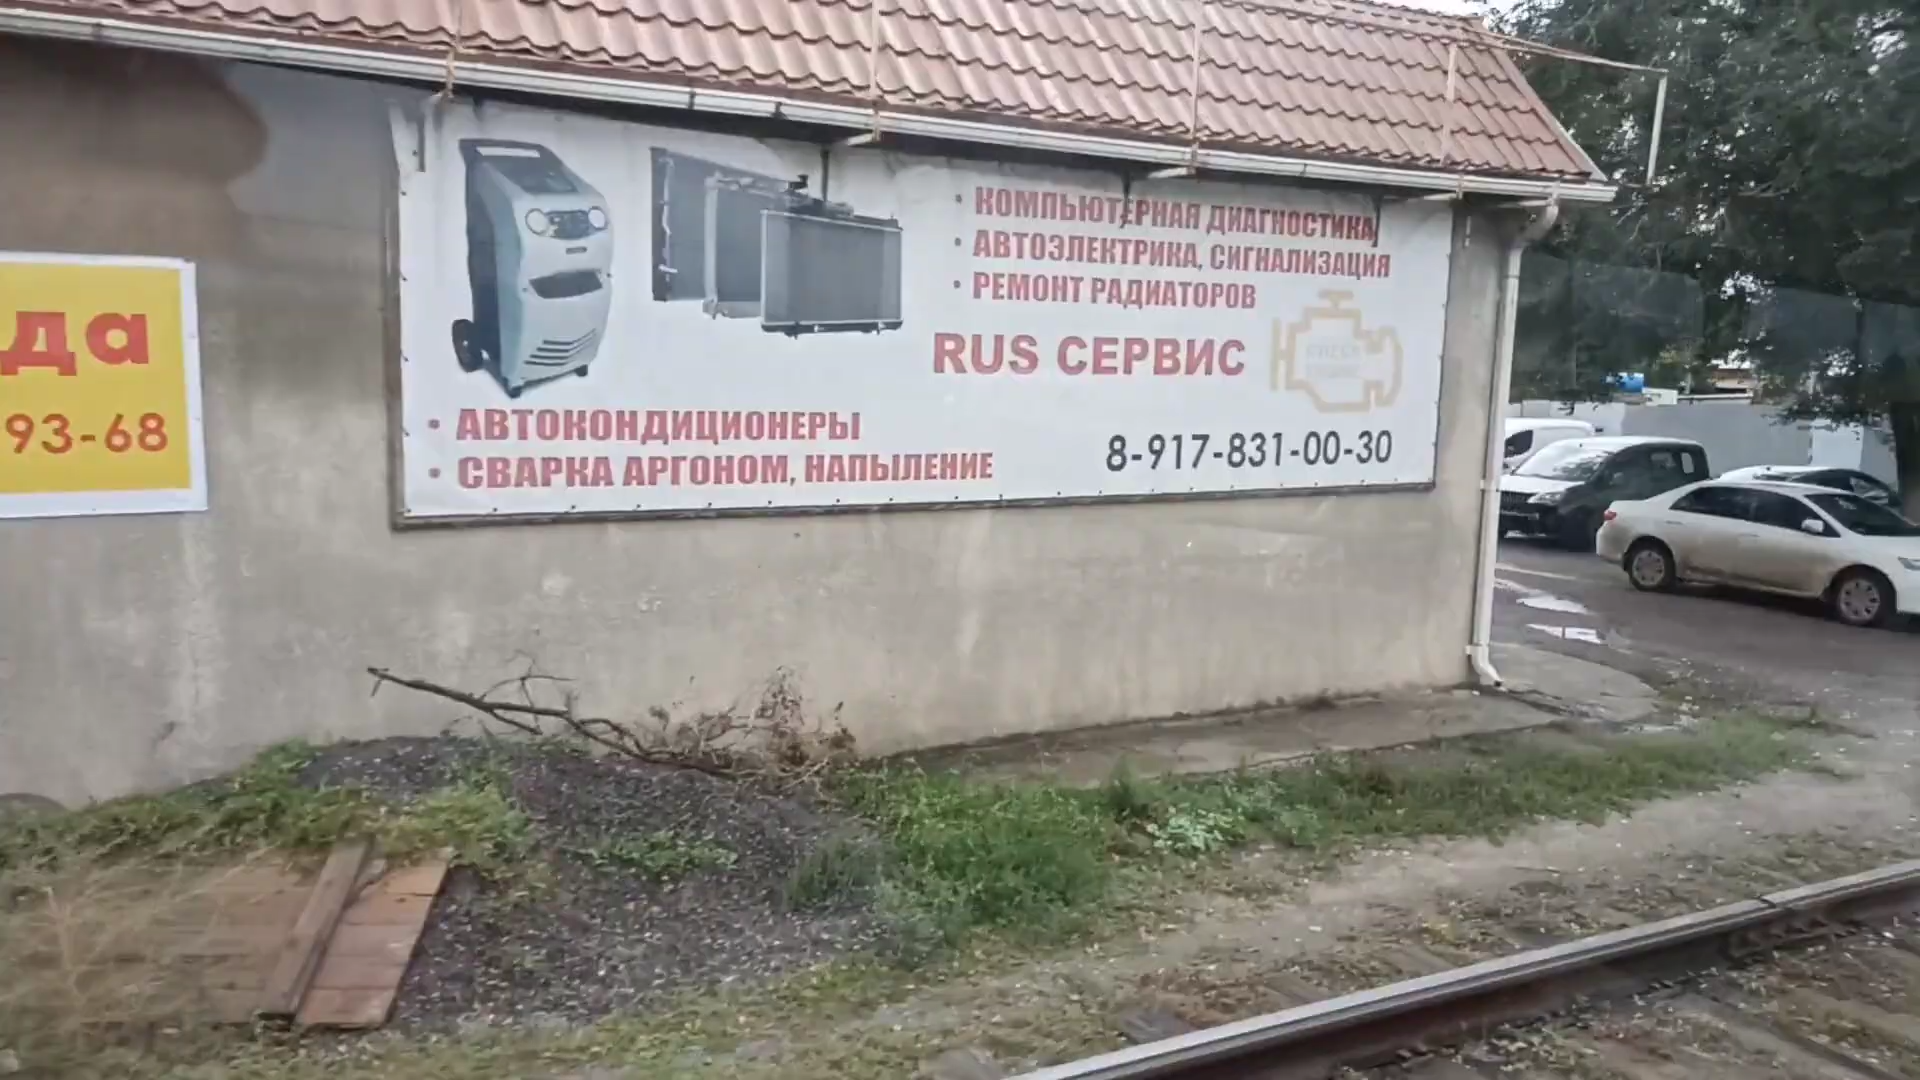 да
93-68
· КОМПЬЮТЕРНАЯ ДИАГНОСТИКА
· АВТОЭЛЕКТРИКА, СИГНАЛИЗАЦИЯ
· РЕМОНТ РАДИАТОРОВ
RUS СЕРВИС
· АВТОКОНДИЦИОНЕРЫ
· СВАРКА АРГОНОМ, НАПЫЛЕНИЕ
8-917-831-00-30